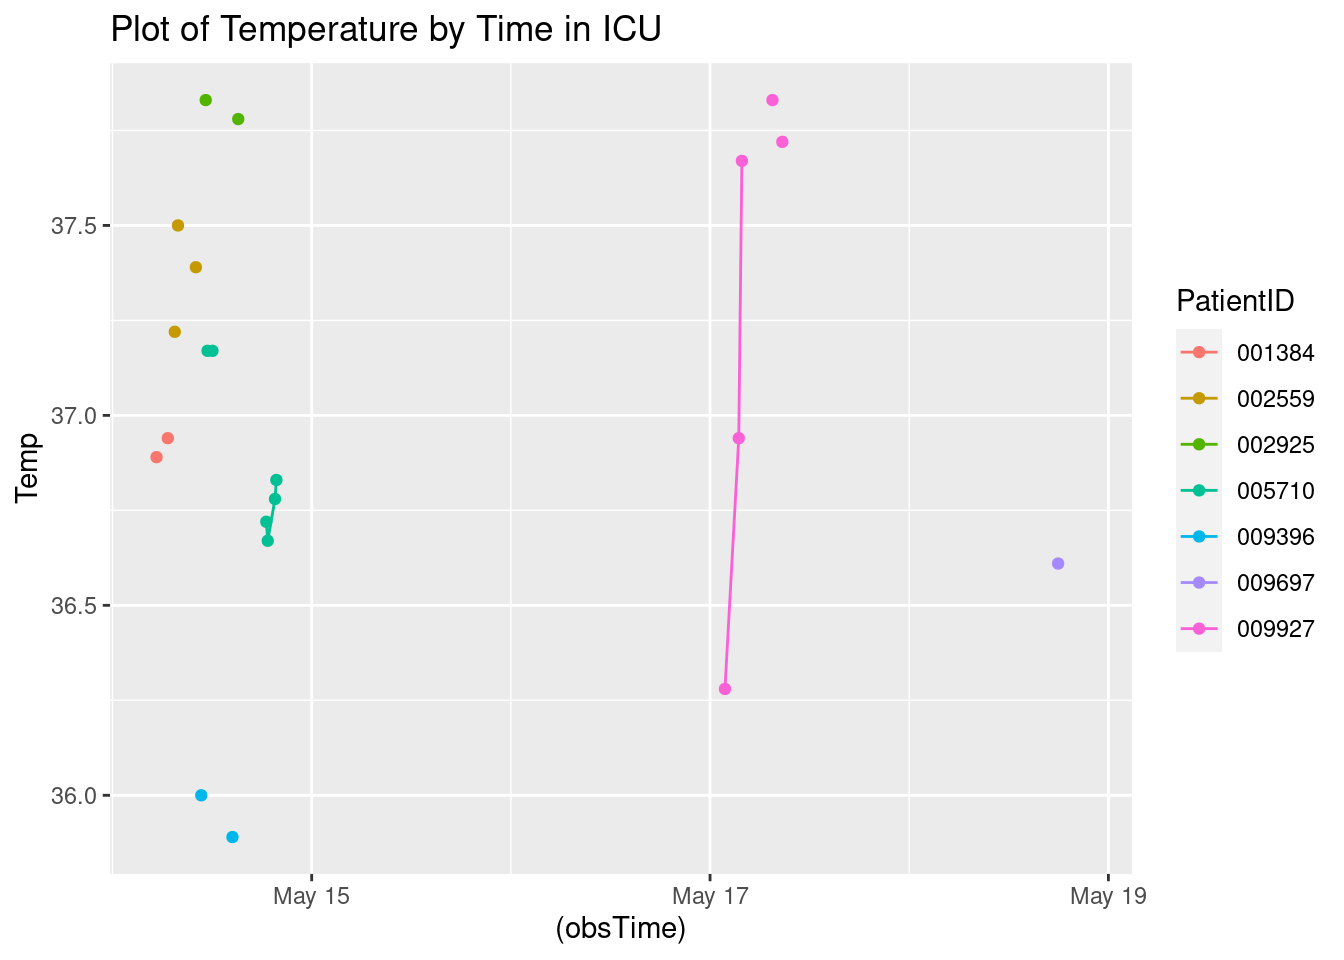 Plot of Temperature by Time in ICU
37.5
37.0
36.5
36.0
Temp
May 15
May 17
May 19
(obsTime)
PatientID
001384
002559
002925
005710
009396
009697
009927